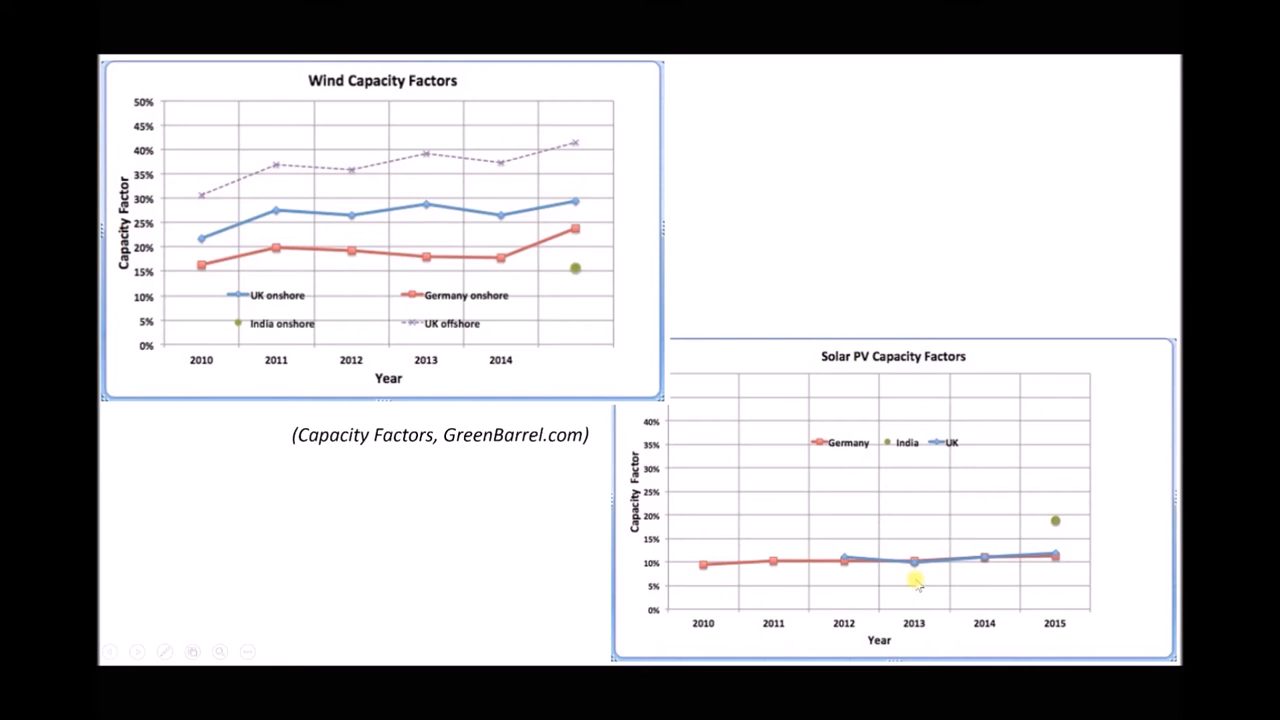 Wind Capacity Factors
50%
45%
40%
35%
30%
25%
20%
15%
10%
5%
0%
Capacity Factor
UK onshore
Germany onshore
India onshore
UK offshore
2010 2011 2012 2013 2014
Year
(Capacity Factors, GreenBarrel.com)
Solar PV Capacity Factors
40%
35%
30%
25%
20%
15%
10%
5%
0%
Capacity Factor
Germany India UK
2010 2011 2012 2013 2014 2015
Year